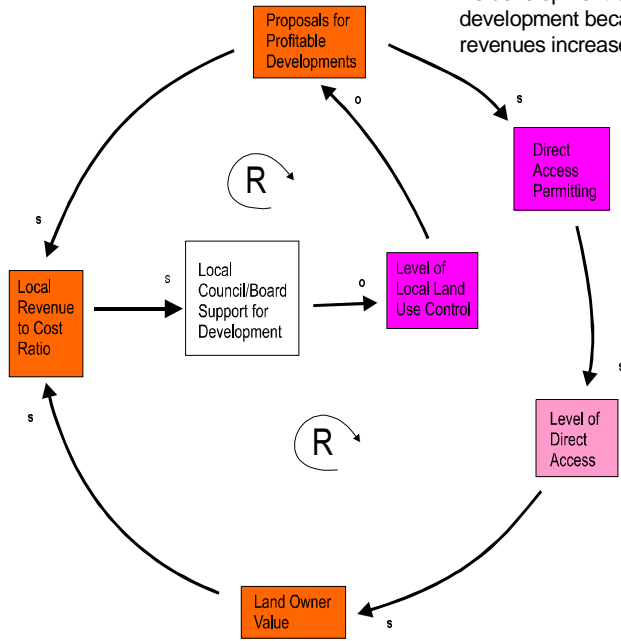 development beca
revenues increase
Proposals for
Profitable
Developments
o
s
Direct
Access
Permitting
R
s
Local
Revenue
to Cost
Ratio
s
Local
Council/Board
Support for
Development
o
Level of
Local Land
Use Control
s
s
R
Level of
Direct
Access
Land Owner
Value
s